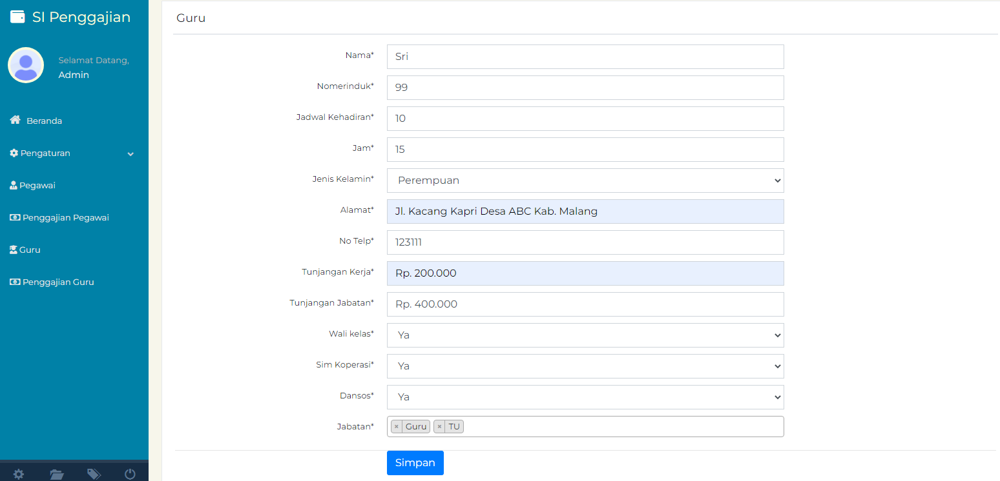 SI Penggajian
Selamat Datang,
Admin
Beranda
Pengaturan
Pegawai
Penggajian Pegawai
Guru
Penggajian Guru
Guru
Nama* Sri
Nomerinduk* 99
Jadwal Kehadiran* 10
Jam* 15
Jenis Kelamin* Perempuan
Alamat* Jl. Kacang Kapri Desa ABC Kab. Malang
No Telp* 123111
Tunjangan Kerja* Rp. 200.000
Tunjangan Jabatan* Rp. 400.000
Wali kelas* Ya
Sim Koperasi* Ya
Dansos* Ya
Jabatan* × Guru × TU
Simpan